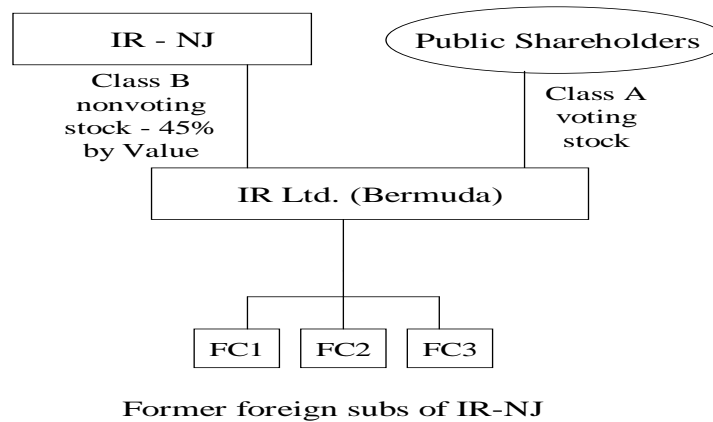 IR - NJ
Public Shareholders
Class B
nonvoting
stock - 45%
by Value
Class A
voting
stock
IR Ltd. (Bermuda)
FC1
FC2
FC3
Former foreign subs of IR-NJ